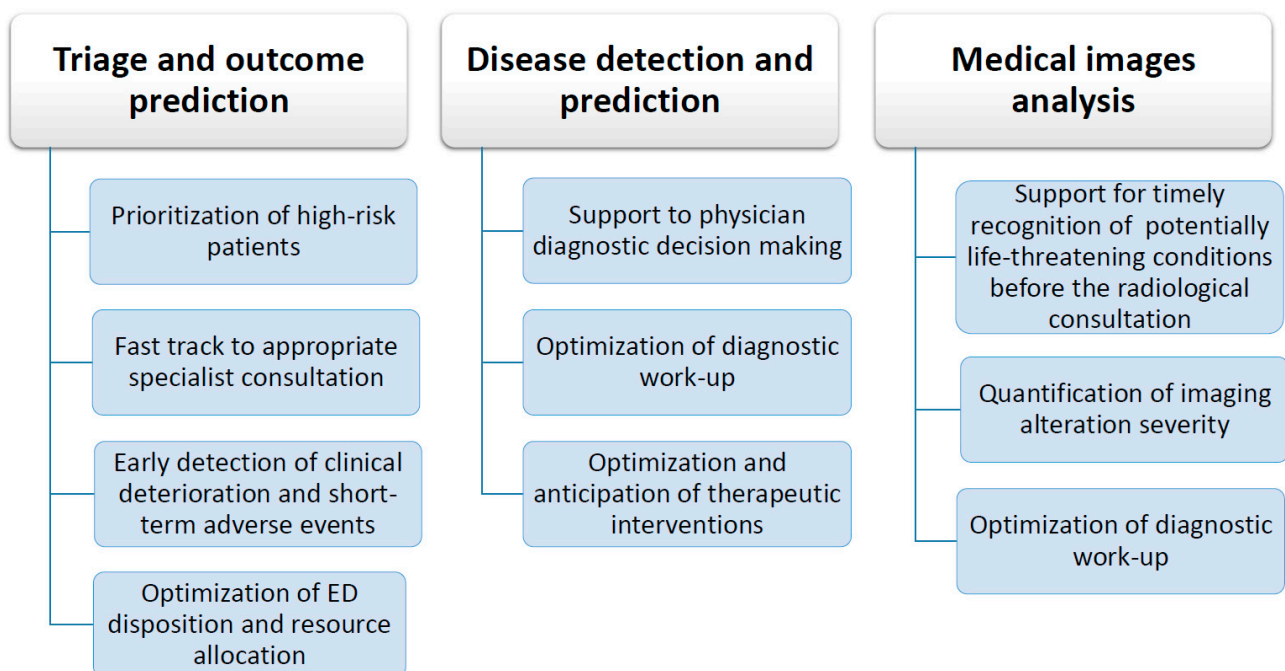 Triage and outcome
prediction
Prioritization of high-risk
patients
Fast track to appropriate
specialist consultation
Early detection of clinical
deterioration and short-
term adverse events
Optimization of ED
disposition and resource
allocation
Disease detection and
prediction
Support to physician
diagnostic decision making
Optimization of diagnostic
work-up
Optimization and
anticipation of therapeutic
interventions
Medical images
analysis
Support for timely
recognition of potentially
life-threatening conditions
before the radiological
consultation
Quantification of imaging
alteration severity
Optimization of diagnostic
work-up